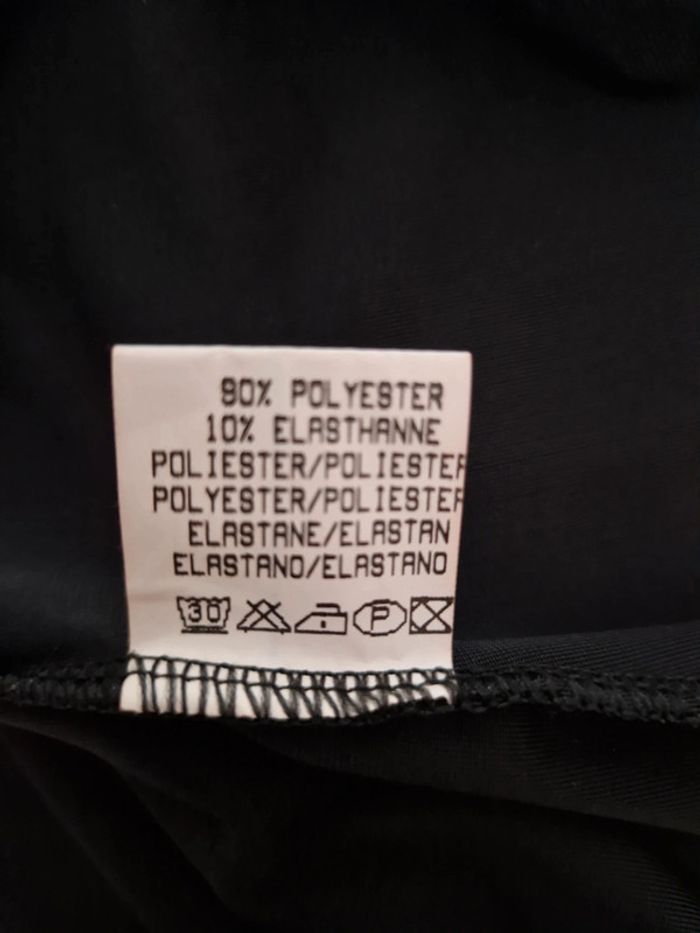 90% POLYESTER
10% ELASTHANNE
POLIESTER/POLIESTER
POLYESTER/POLIESTER
ELASTANE/ELASTAN
ELASTANO/ELASTANO
30 P